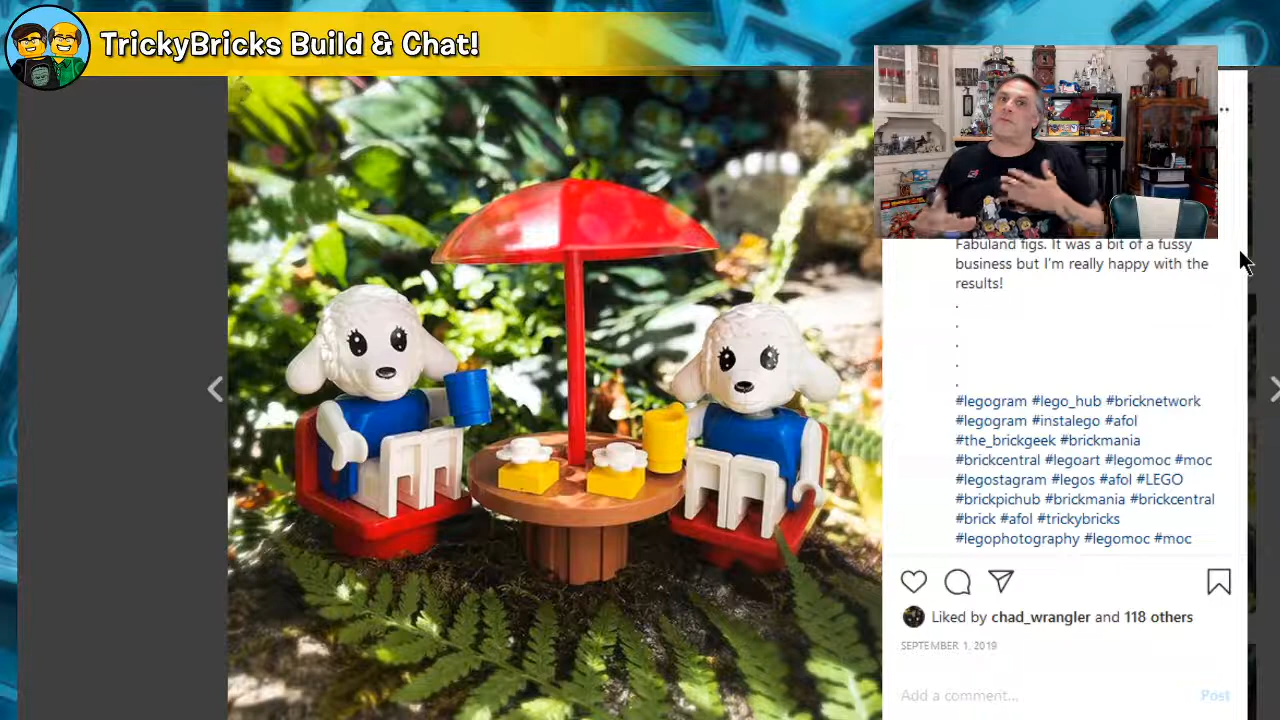 TrickyBricks Build & Chat!
Fabuland figs. It was a bit of a fussy
business but I'm really happy with the
results!
.
.
.
.
.
#legogram #lego_hub #bricknetwork
#legogram #instalego #afol
#the_brickgeek #brickmania
#brickcentral #legoart #legomoc #moc
#legostagram #legos #afol #LEGO
#brickpichub #brickmania #brickcentral
#brick #afol #trickybricks
#legophotography #legomoc #moc
Liked by chad_wrangler and 118 others
SEPTEMBER 1, 2019
Add a comment... Post